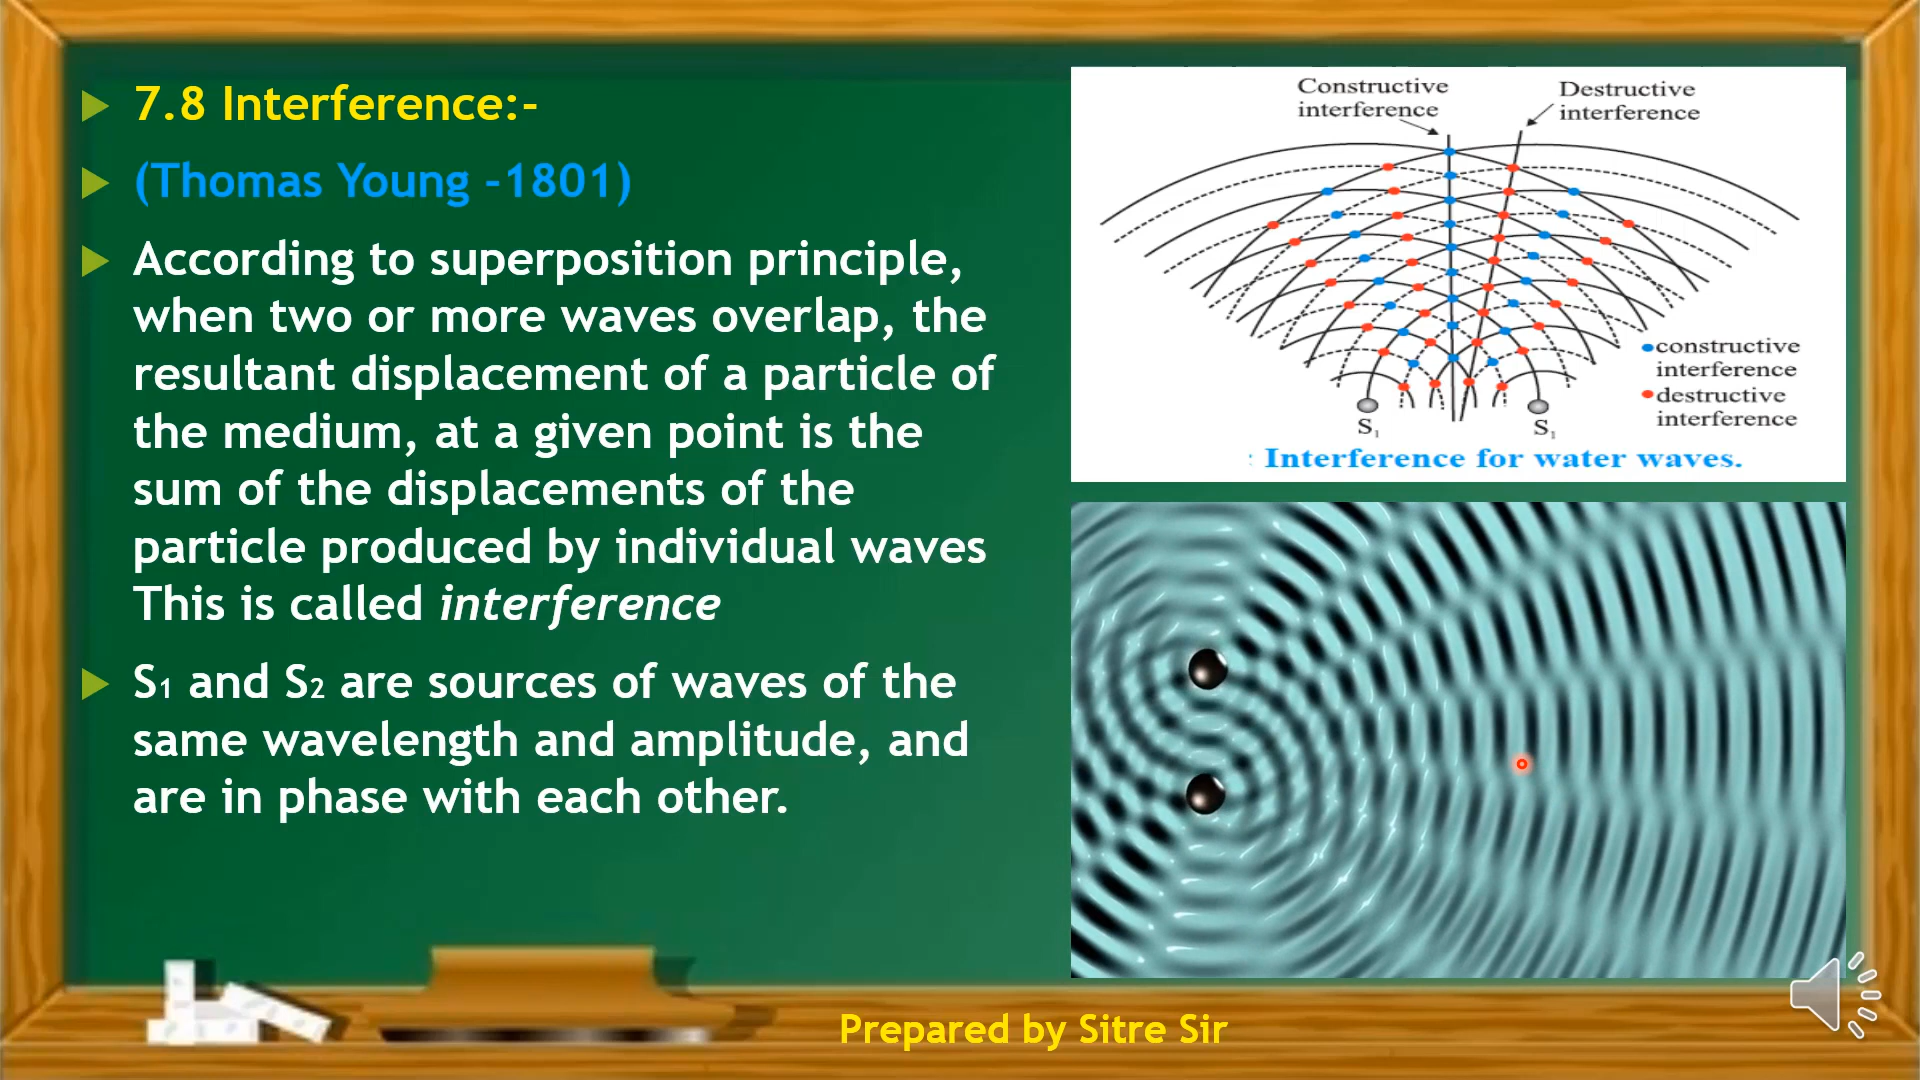 7.8 Interference:-
(Thomas Young -1801)
According to superposition principle,
when two or more waves overlap, the
resultant displacement of a particle of
the medium, at a given point is the
sum of the displacements of the
particle produced by individual waves
This is called interference
S₁ and S₂ are sources of waves of the
same wavelength and amplitude, and
are in phase with each other.
Constructive
interference
Destructive
interference
constructive
interference
destructive
interference
S₁
S₁
: Interference for water waves.
Prepared by Sitre Sir